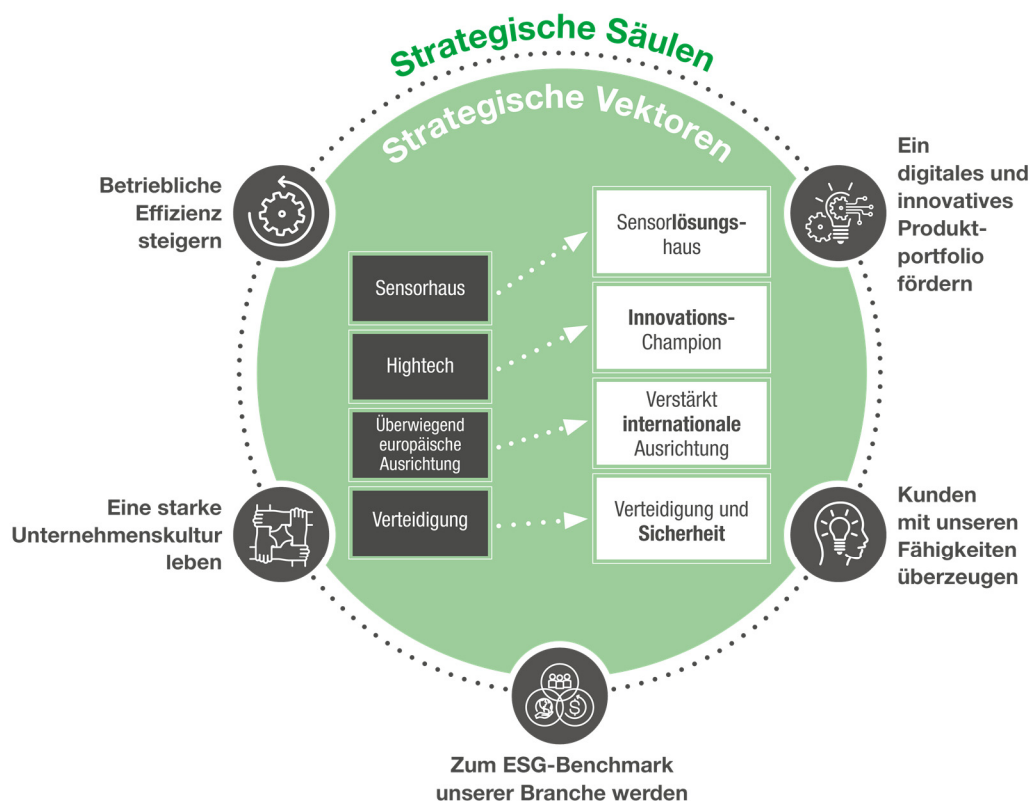 Strategische Säulen
Strategische Vektoren
Betriebliche
Effizienz
steigern
Ein
digitales und
innovatives
Produkt-
portfolio
fördern
Sensorhaus
Sensorlösungs-
haus
Hightech
Innovations-
Champion
Überwiegend
europäische
Ausrichtung
Verstärkt
internationale
Ausrichtung
Verteidigung
Verteidigung und
Sicherheit
Eine starke
Unternehmenskultur
leben
Kunden
mit unseren
Fähigkeiten
überzeugen
$
Zum ESG-Benchmark
unserer Branche werden